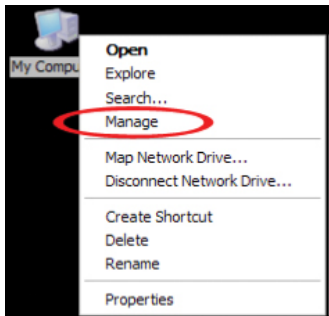 My Compu
Open
Explore
Search...
Manage
Map Network Drive...
Disconnect Network Drive...
Create Shortcut
Delete
Rename
Properties